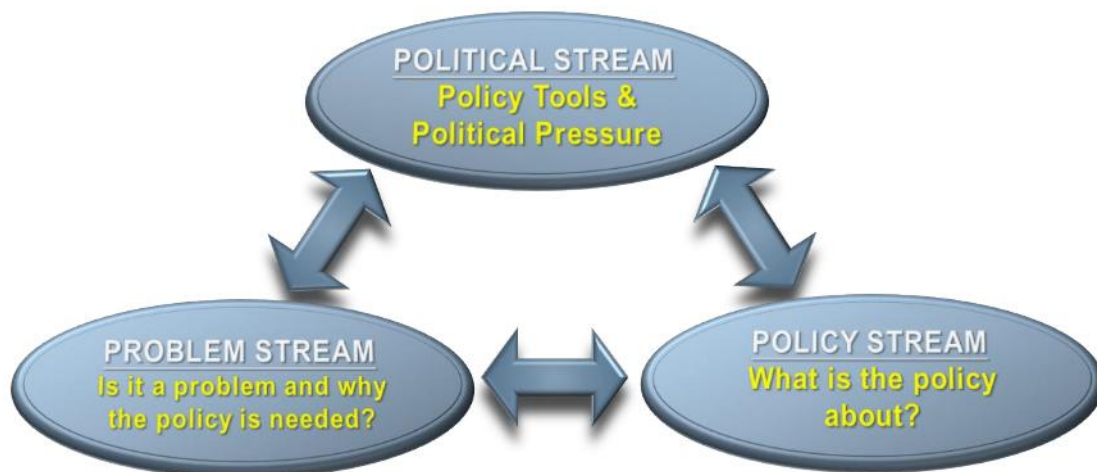 POLITICAL STREAM
Policy Tools &
Political Pressure
PROBLEM STREAM
Is it a problem and why
the policy is needed?
POLICY STREAM
What is the policy
about?